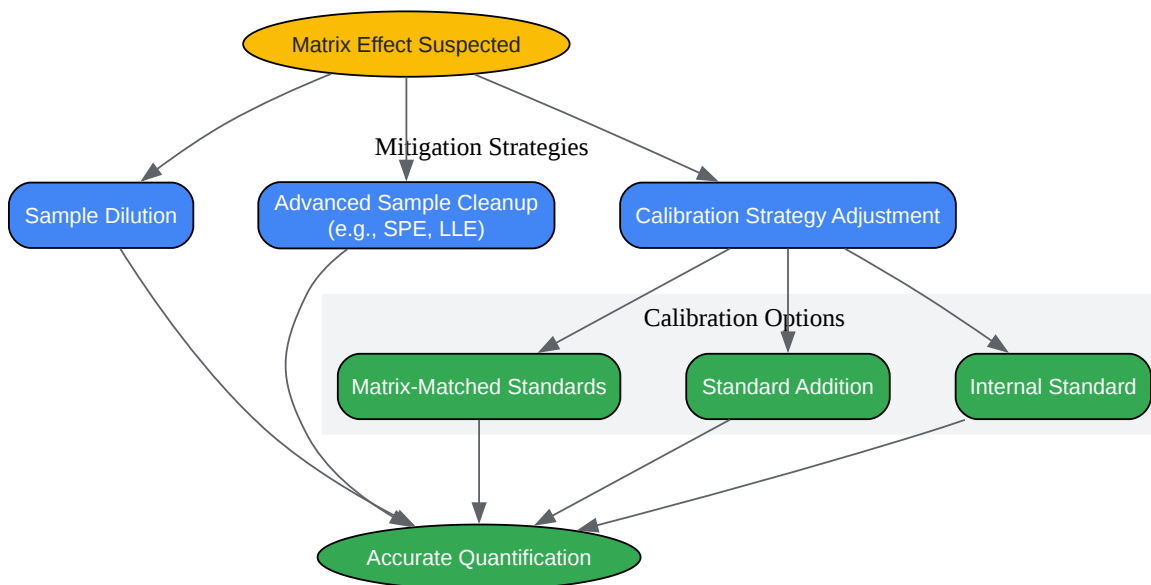 Matrix Effect Suspected
Mitigation Strategies
Sample Dilution
Advanced Sample Cleanup
(e.g., SPE, LLE)
Calibration Strategy Adjustment
Calibration Options
Matrix-Matched Standards
Standard Addition
Internal Standard
Accurate Quantification